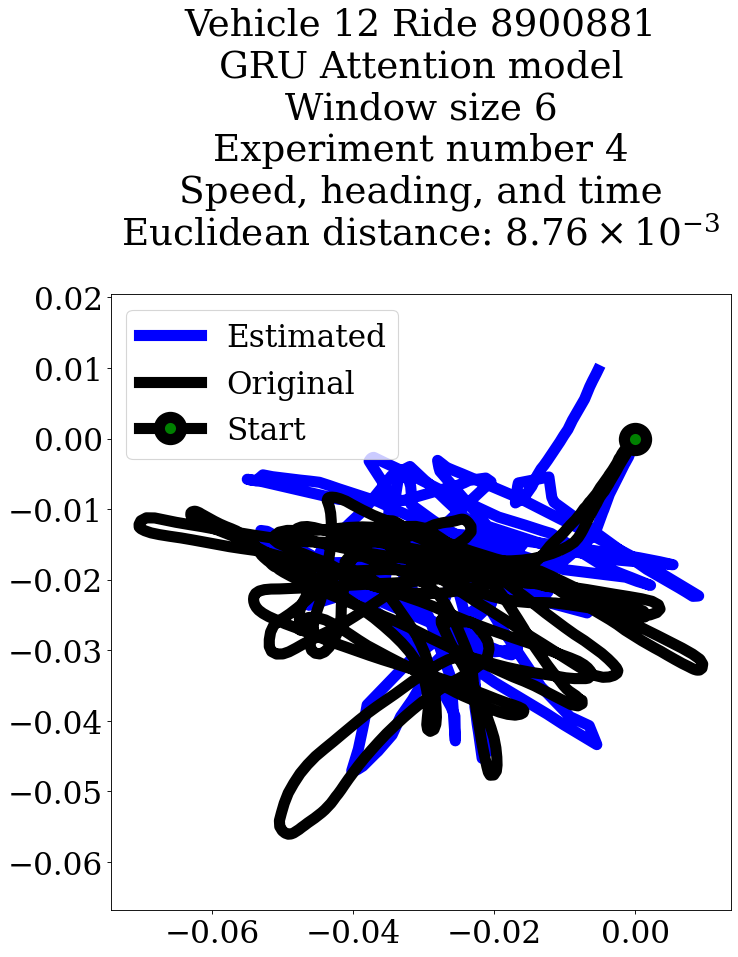 Vehicle 12 Ride 8900881
GRU Attention model
Window size 6
Experiment number 4
Speed, heading, and time
Euclidean distance: 8.76 × 10⁻³
0.02
0.01
0.00
−0.01
−0.02
−0.03
−0.04
−0.05
−0.06
Estimated
Original
Start
−0.06 −0.04 −0.02 0.00